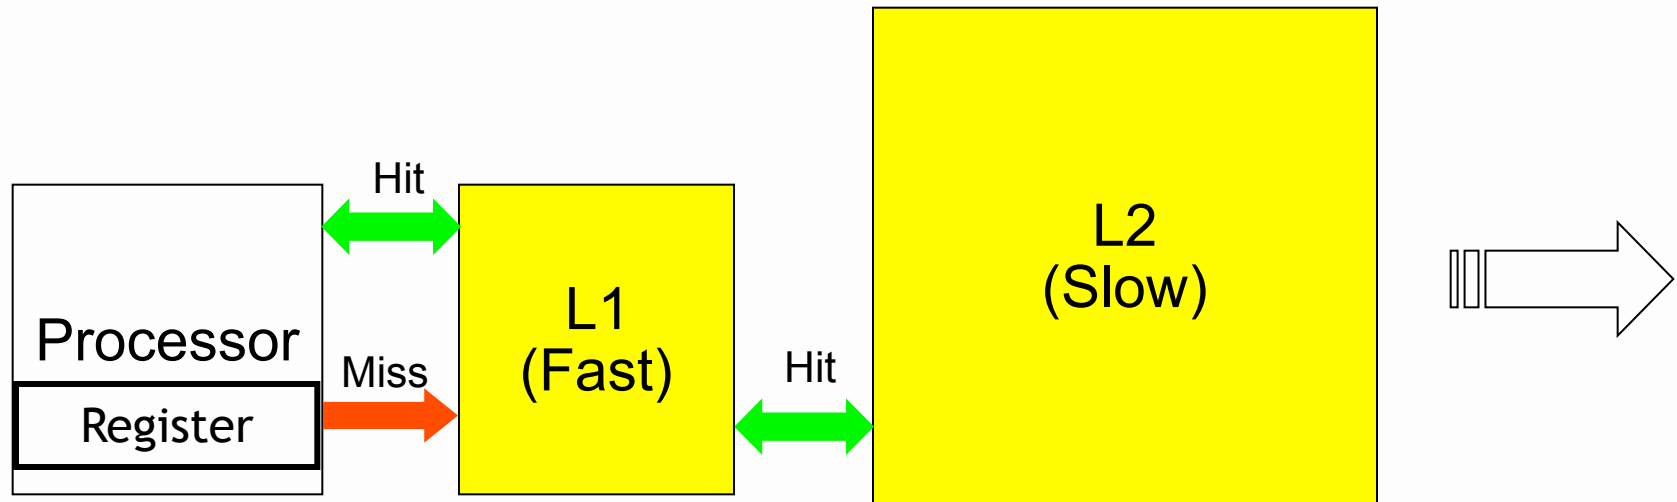 Hit
Processor
Miss
Register
L1
(Fast)
Hit
L2
(Slow)